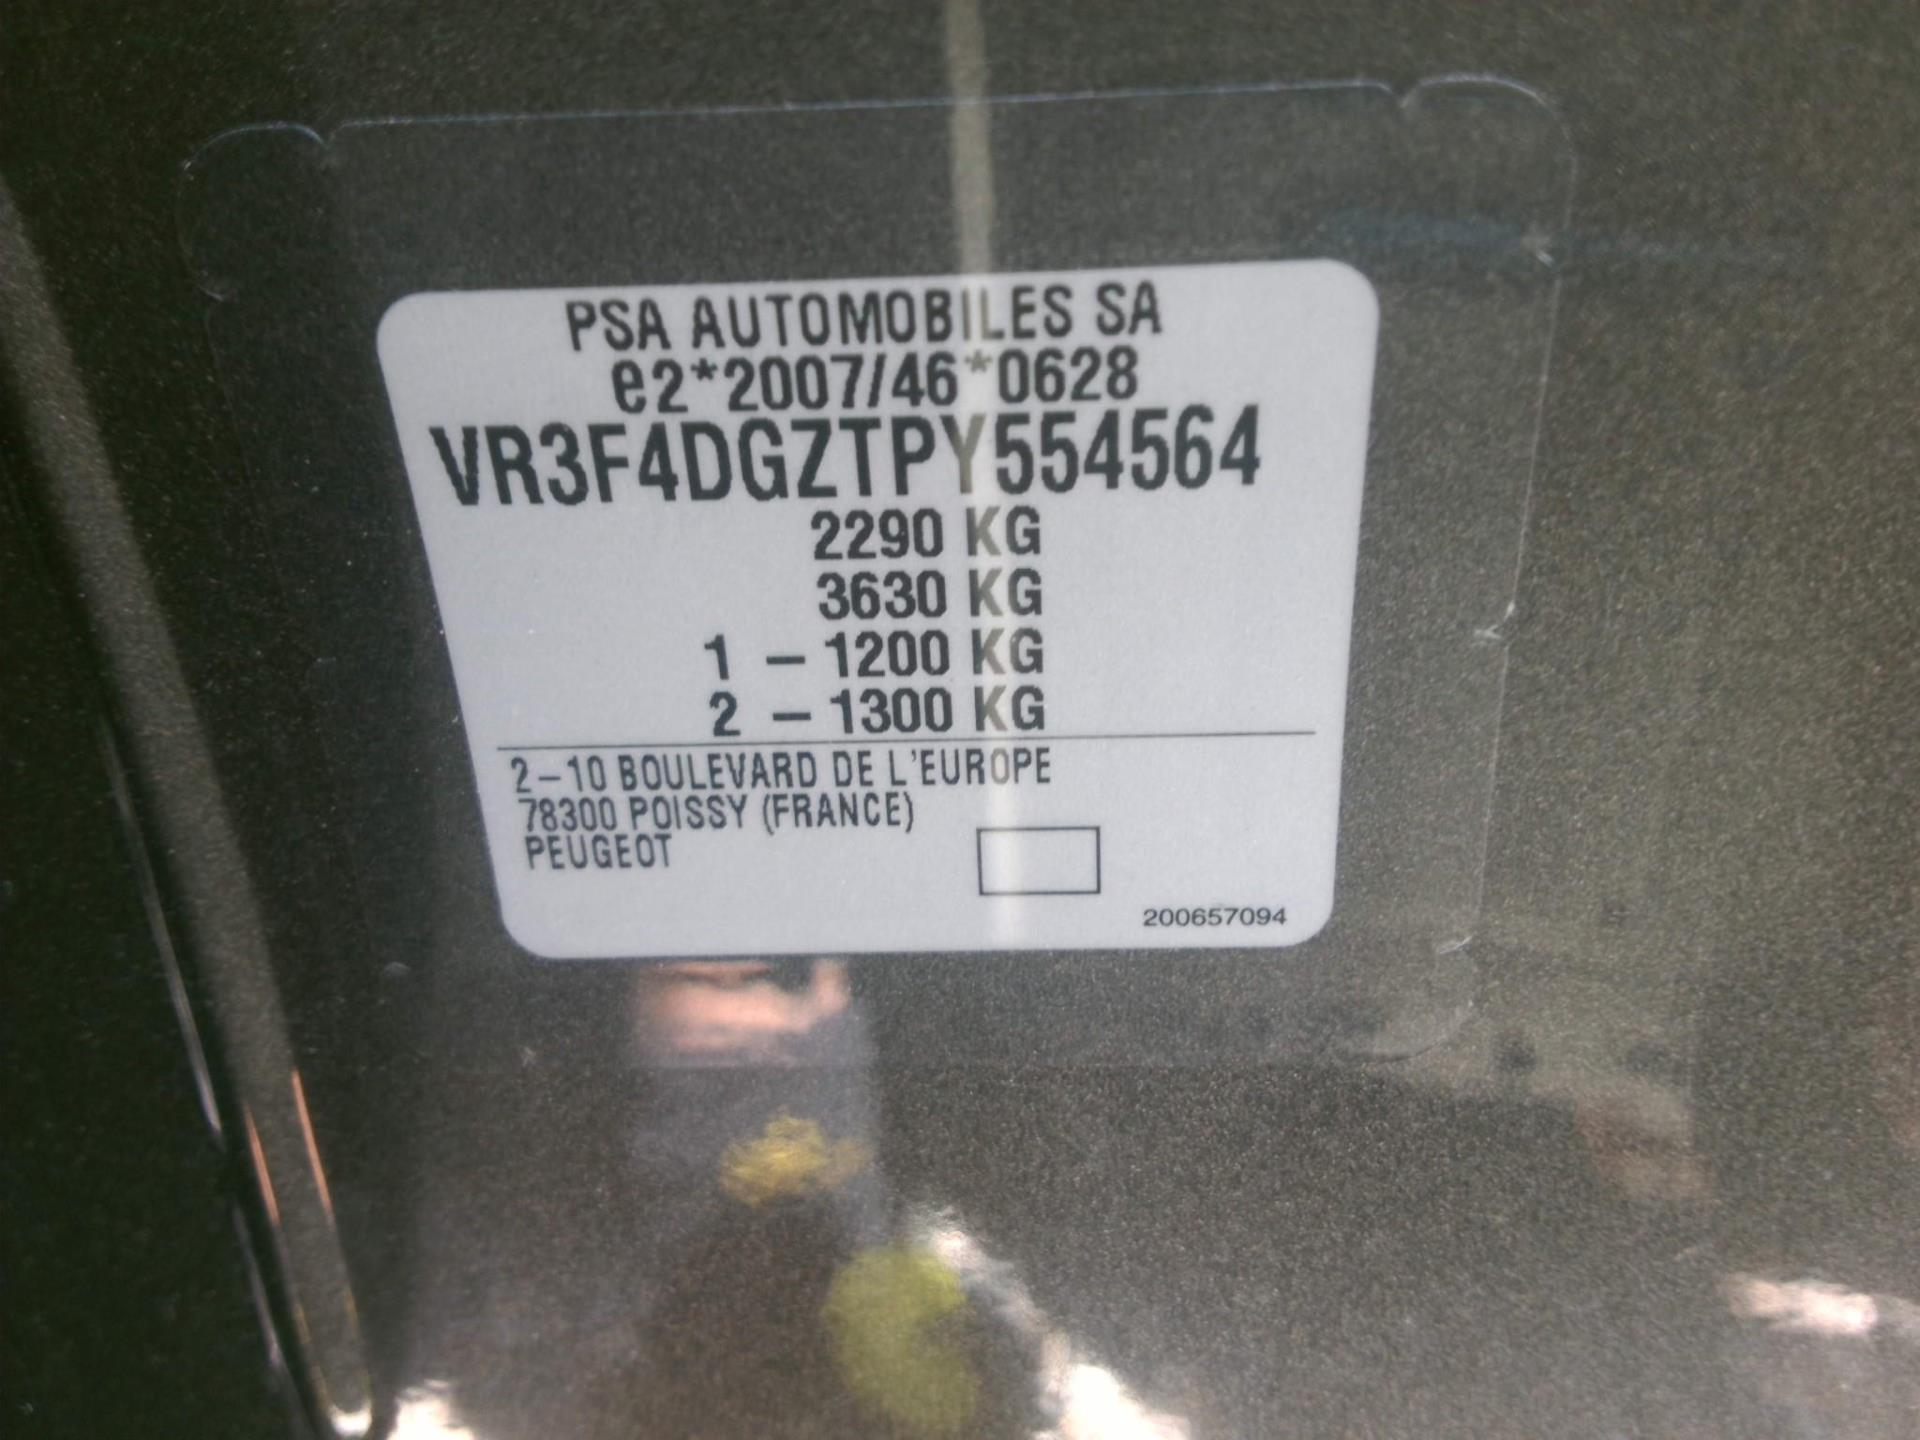 PSA AUTOMOBILES SA
e2*2007/46*0628
VR3F4DGZTPY554564
2290 KG
3630 KG
1 – 1200 KG
2 – 1300 KG
2–10 BOULEVARD DE L'EUROPE
78300 POISSY (FRANCE)
PEUGEOT
200657094